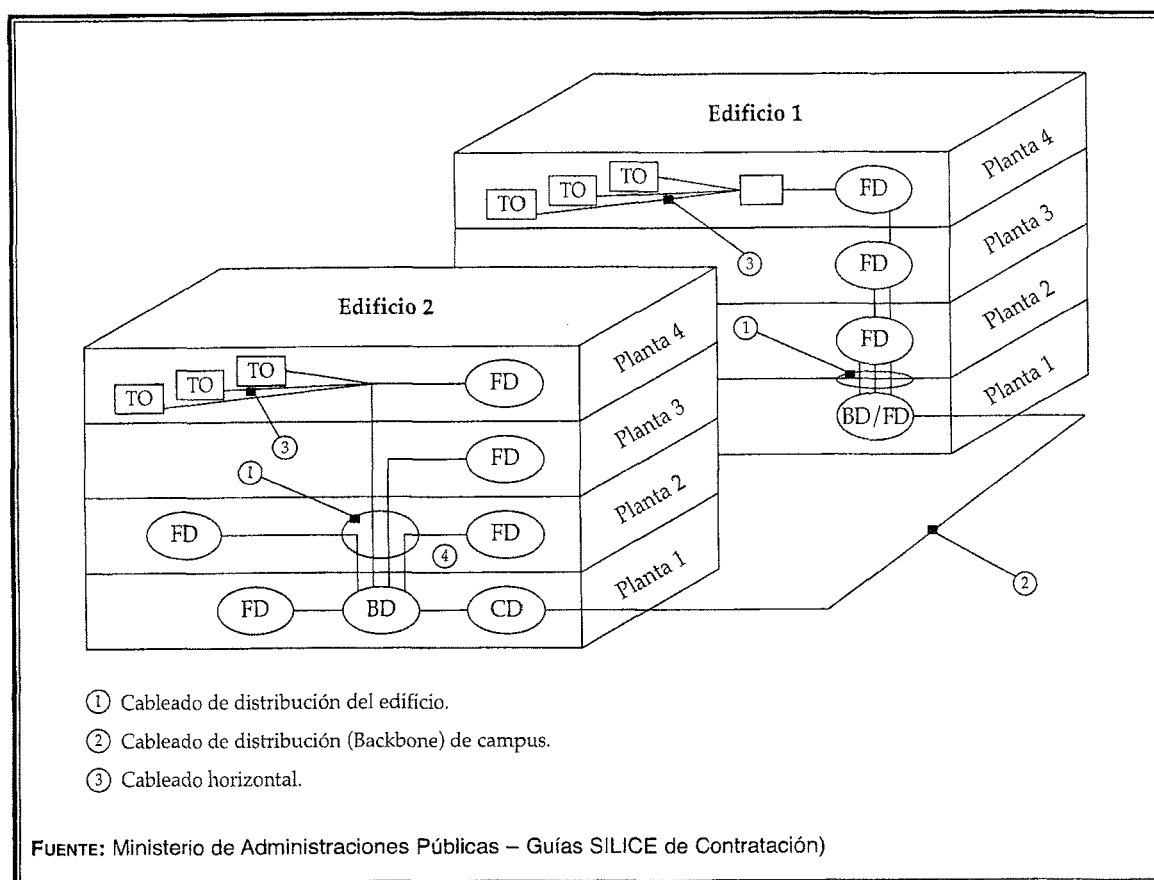 Edificio 1
Planta 4
TO
TO
TO
FD
Planta 3
③
FD
Planta 2
①
FD
Planta 1
BD/FD
②
Edificio 2
Planta 4
TO
TO
TO
FD
Planta 3
③
FD
①
Planta 2
FD
FD
④
Planta 1
FD
BD
CD
① Cableado de distribución del edificio.
② Cableado de distribución (Backbone) de campus.
③ Cableado horizontal.
FUENTE: Ministerio de Administraciones Públicas – Guías SILICE de Contratación)